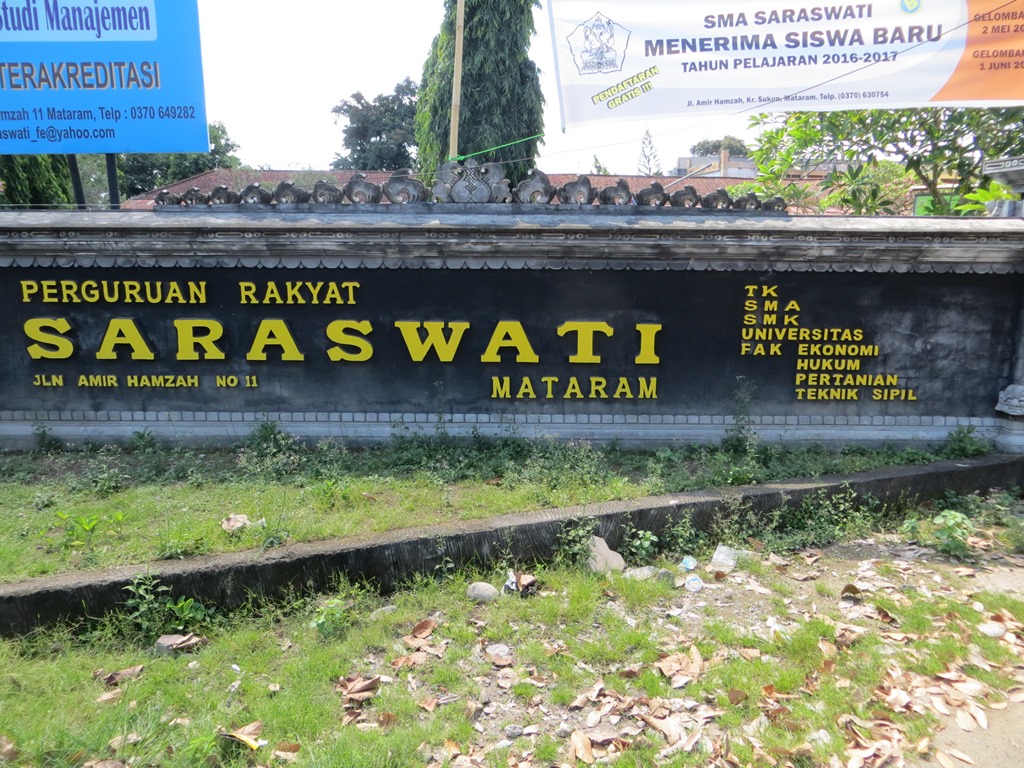 Studi Manajemen
TERAKREDITASI
11 Mataram, Telp : 0370 649282
aswati_fe@yahoo.com
SMA SARASWATI
MENERIMA SISWA BARU
TAHUN PELAJARAN 2016-2017
PENDAFTARAN
GRATIS !!!
Jl. Amir Hamzah, Kr. Sukun, Mataram. Telp. (0370) 630754
GELOMBA
2 MEI 20
GELOMBA
1 JUNI 20
PERGURUAN RAKYAT
SARASWATI
JLN AMIR HAMZAH NO 11
MATARAM
TK
SMA
SMK
UNIVERSITAS
FAK EKONOMI
HUKUM
PERTANIAN
TEKNIK SIPIL